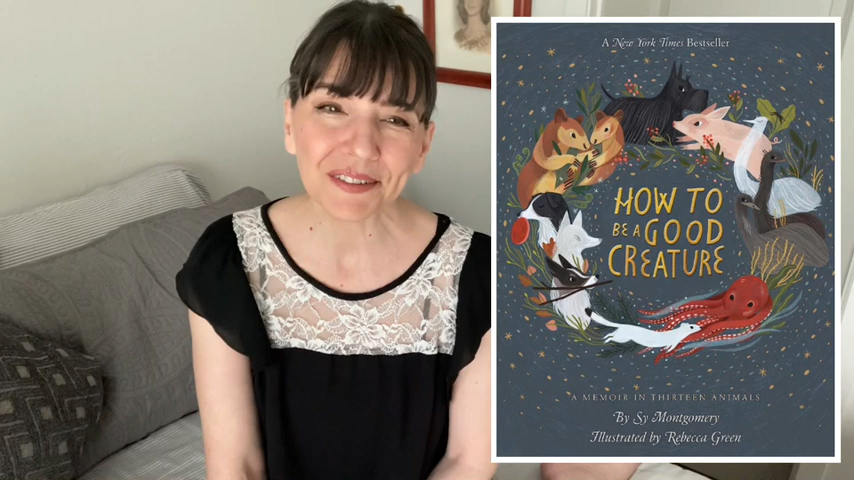 A New York Times Bestseller
HOW TO
BE A GOOD
CREATURE
A MEMOIR IN THIRTEEN ANIMALS
By Sy Montgomery
Illustrated by Rebecca Green